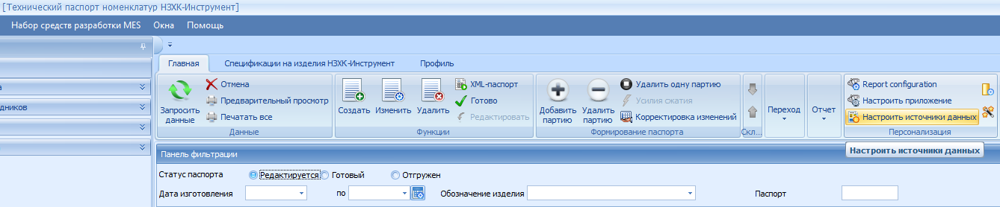 [Технический паспорт номенклатур НЗХК-Инструмент]
Набор средств разработки MES Окна Помощь
Главная Спецификации на изделия НЗХК-Инструмент Профиль
а
дников
Запросить данные
Отмена
Предварительный просмотр
Печатать все
Данные
Создать Изменить Удалить
XML-паспорт
Готово
Редактировать
Функции
Добавить партию
Удалить партию
Удалить одну партию
Усилия сжатия
Корректировка изменений
Формирование паспорта
Скл...
Переход
Отчет
Report configuration
Настроить приложение
Настроить источники данных
Персонализация
Настроить источники данных
Панель фильтрации
Статус паспорта Редактируется Готовый Отгружен
Дата изготовления по Обозначение изделия Паспорт